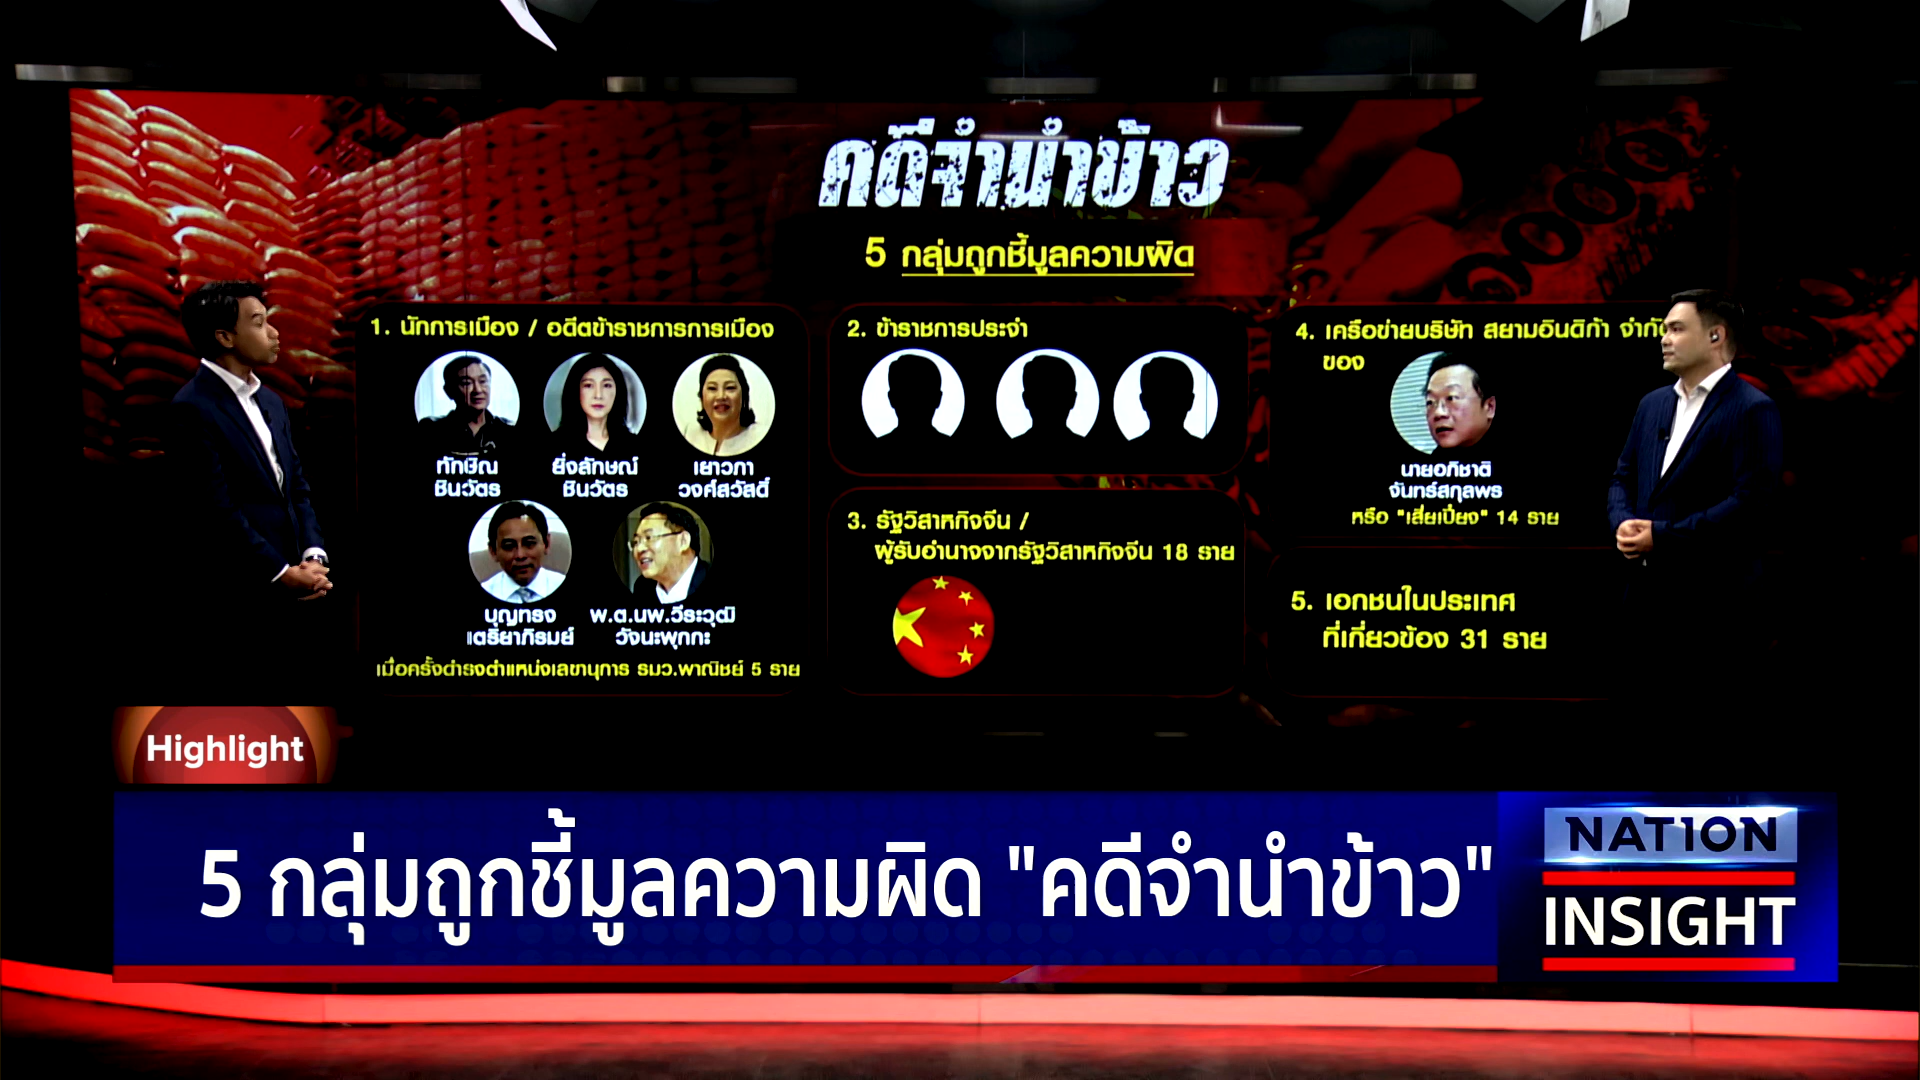 คดีจำนำข้าว
5 กลุ่มถูกชี้มูลความผิด
1. นักการเมือง / อดีตข้าราชการการเมือง
ทักษิณ
ชินวัตร
ยิ่งลักษณ์
ชินวัตร
เยาวภา
วงศ์สวัสดิ์
บุญทรง
เตริยาภิรมย์
พ.ต.นพ.วีระวุฒิ
วัจนะพุกกะ
เมื่อครั้งดำรงตำแหน่งเลขานุการ รมว.พาณิชย์ 5 ราย
2. ข้าราชการประจำ
3. รัฐวิสาหกิจจีน /
ผู้รับอำนาจจากรัฐวิสาหกิจจีน 18 ราย
4. เครือข่ายบริษัท สยามอินดิก้า จำกั
ของ
นายอภิชาติ
จันทร์สกุลพร
หรือ "เสี่ยเปี๋ยง" 14 ราย
5. เอกชนในประเทศ
ที่เกี่ยวข้อง 31 ราย
Highlight
5 กลุ่มถูกชี้มูลความผิด "คดีจำนำข้าว"
NATION
INSIGHT